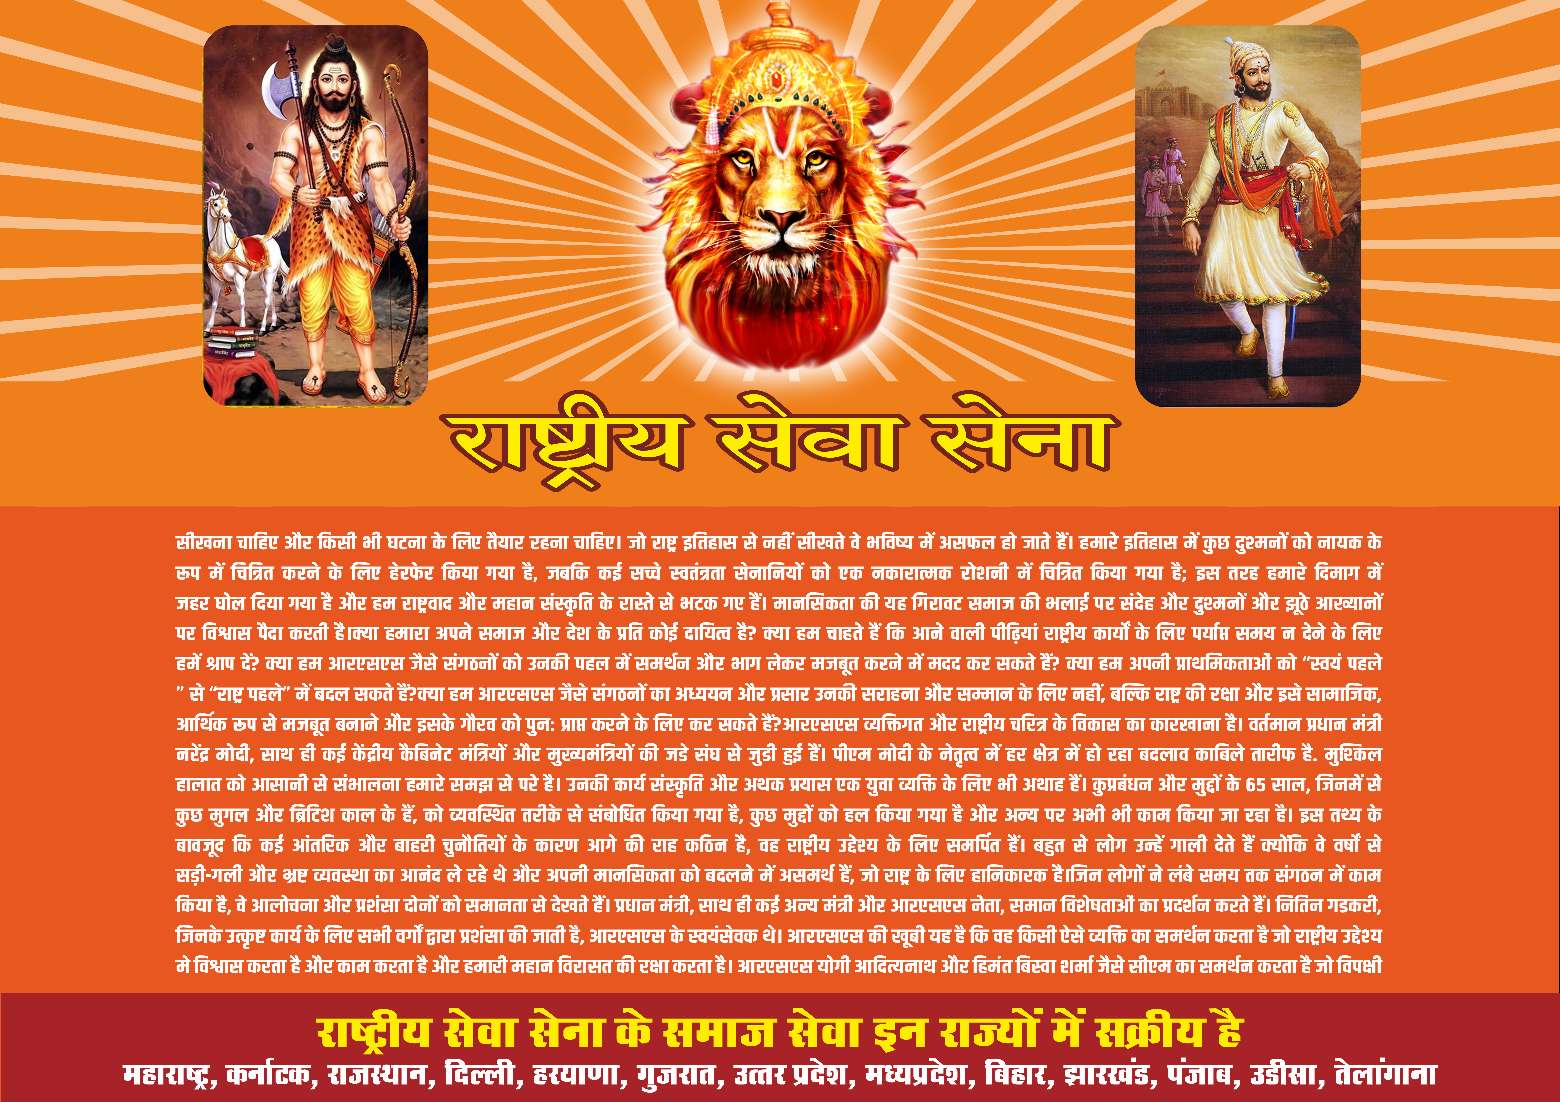 राष्ट्रीय सेवा सेना
सीखना चाहिए और किसी भी घटना के लिए तैयार रहना चाहिए। जो राष्ट्र इतिहास से नहीं सीखते वे भविष्य में असफल हो जाते हैं। हमारे इतिहास में कुछ दुश्मनों को नायक के
रूप में चित्रित करने के लिए हेरफेर किया गया है, जबकि कई सच्चे स्वतंत्रता सेनानियों को एक नकारात्मक रोशनी में चित्रित किया गया है; इस तरह हमारे दिमाग में
जहर घोल दिया गया है और हम राष्ट्रवाद और महान संस्कृति के रास्ते से भटक गए हैं। मानसिकता की यह गिरावट समाज की भलाई पर संदेह और दुश्मनों और झूठे आख्यानों
पर विश्वास पैदा करती है।क्या हमारा अपने समाज और देश के प्रति कोई दायित्व है? क्या हम चाहते हैं कि आने वाली पीढ़ियां राष्ट्रीय कार्यों के लिए पर्याप्त समय न देने के लिए
हमें श्राप दें? क्या हम आरएसएस जैसे संगठनों को उनकी पहल में समर्थन और भाग लेकर मजबूत करने में मदद कर सकते हैं? क्या हम अपनी प्राथमिकताओं को “स्वयं पहले
” से “राष्ट्र पहले” में बदल सकते हैं?क्या हम आरएसएस जैसे संगठनों का अध्ययन और प्रसार उनकी सराहना और सम्मान के लिए नहीं, बल्कि राष्ट्र की रक्षा और इसे सामाजिक,
आर्थिक रूप से मजबूत बनाने और इसके गौरव को पुन: प्राप्त करने के लिए कर सकते हैं?आरएसएस व्यक्तिगत और राष्ट्रीय चरित्र के विकास का कारखाना है। वर्तमान प्रधान मंत्री
नरेंद्र मोदी, साथ ही कई केंद्रीय कैबिनेट मंत्रियों और मुख्यमंत्रियों की जडे संघ से जुडी हुई हैं। पीएम मोदी के नेतृत्व में हर क्षेत्र में हो रहा बदलाव काबिले तारीफ है. मुश्किल
हालात को आसानी से संभालना हमारे समझ से परे है। उनकी कार्य संस्कृति और अथक प्रयास एक युवा व्यक्ति के लिए भी अथाह हैं। कुप्रबंधन और मुद्दों के 65 साल, जिनमें से
कुछ मुगल और ब्रिटिश काल के हैं, को व्यवस्थित तरीके से संबोधित किया गया है, कुछ मुद्दों को हल किया गया है और अन्य पर अभी भी काम किया जा रहा है। इस तथ्य के
बावजूद कि कई आंतरिक और बाहरी चुनौतियों के कारण आगे की राह कठिन है, वह राष्ट्रीय उद्देश्य के लिए समर्पित हैं। बहुत से लोग उन्हें गाली देते हैं क्योंकि वे वर्षों से
सड़ी-गली और भ्रष्ट व्यवस्था का आनंद ले रहे थे और अपनी मानसिकता को बदलने में असमर्थ हैं, जो राष्ट्र के लिए हानिकारक है।जिन लोगों ने लंबे समय तक संगठन में काम
किया है, वे आलोचना और प्रशंसा दोनों को समानता से देखते हैं। प्रधान मंत्री, साथ ही कई अन्य मंत्री और आरएसएस नेता, समान विशेषताओं का प्रदर्शन करते हैं। नितिन गडकरी,
जिनके उत्कृष्ट कार्य के लिए सभी वर्गों द्वारा प्रशंसा की जाती है, आरएसएस के स्वयंसेवक थे। आरएसएस की खूबी यह है कि वह किसी ऐसे व्यक्ति का समर्थन करता है जो राष्ट्रीय उद्देश्य
मे विश्वास करता है और काम करता है और हमारी महान विरासत की रक्षा करता है। आरएसएस योगी आदित्यनाथ और हिमंत बिस्वा शर्मा जैसे सीएम का समर्थन करता है जो विपक्षी
राष्ट्रीय सेवा सेना के समाज सेवा इन राज्यों में सक्रीय है
महाराष्ट्र, कर्नाटक, राजस्थान, दिल्ली, हरयाणा, गुजरात, उत्तर प्रदेश, मध्यप्रदेश, बिहार, झारखंड, पंजाब, उडीसा, तेलांगाना